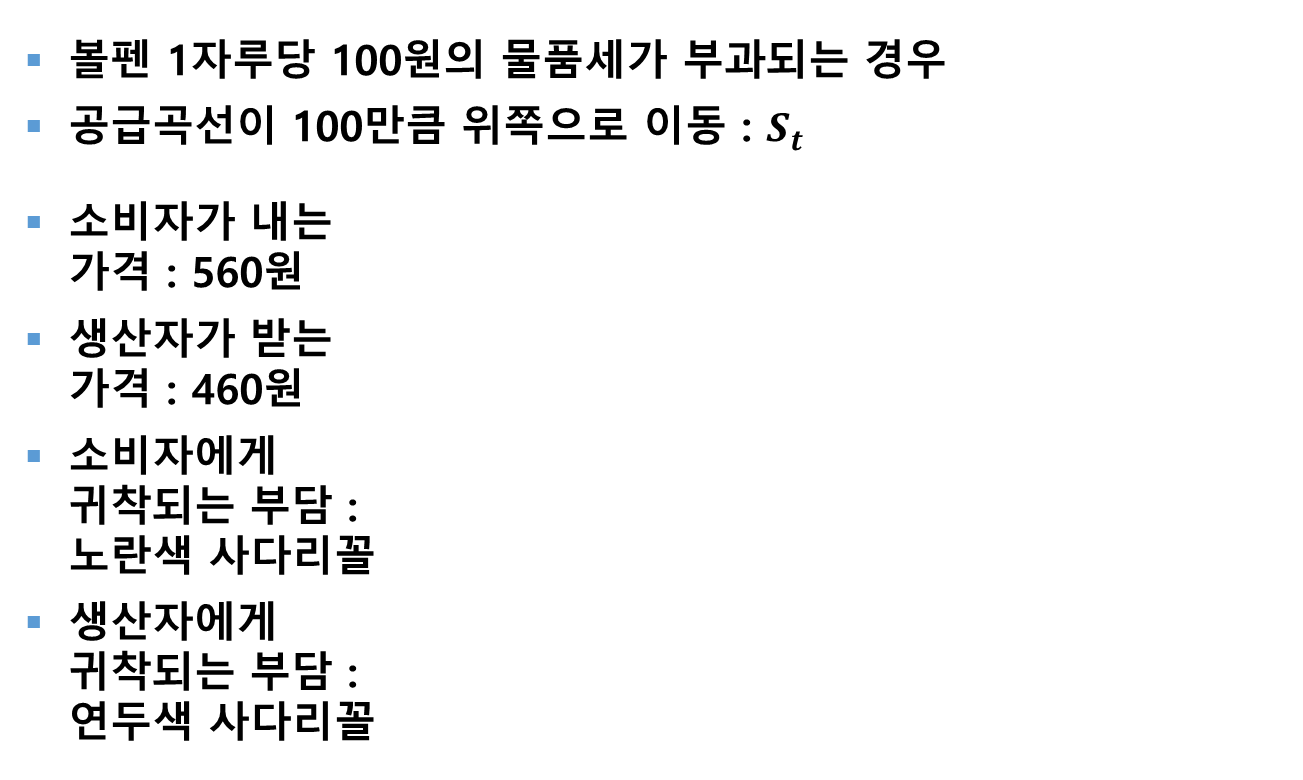 ▪ 볼펜 1자루당 100원의 물품세가 부과되는 경우
▪ 공급곡선이 100만큼 위쪽으로 이동 : Sₜ
▪ 소비자가 내는
가격 : 560원
▪ 생산자가 받는
가격 : 460원
▪ 소비자에게
귀착되는 부담 :
노란색 사다리꼴
▪ 생산자에게
귀착되는 부담 :
연두색 사다리꼴